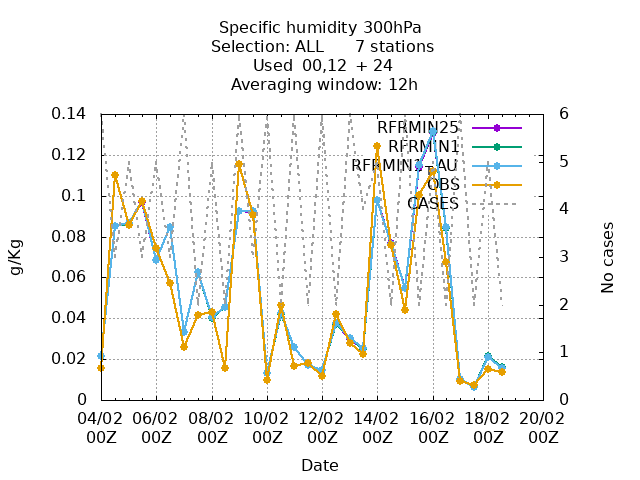 Specific humidity 300hPa
Selection: ALL 7 stations
Used 00,12 + 24
Averaging window: 12h
RFRMIN25
RFRMIN1
RFRMIN1_AU
OBS
CASES
0.14
0.12
0.1
0.08
0.06
0.04
0.02
0
g/Kg
6
5
4
3
2
1
0
No cases
04/02 06/02 08/02 10/02 12/02 14/02 16/02 18/02 20/02
00Z 00Z 00Z 00Z 00Z 00Z 00Z 00Z 00Z
Date